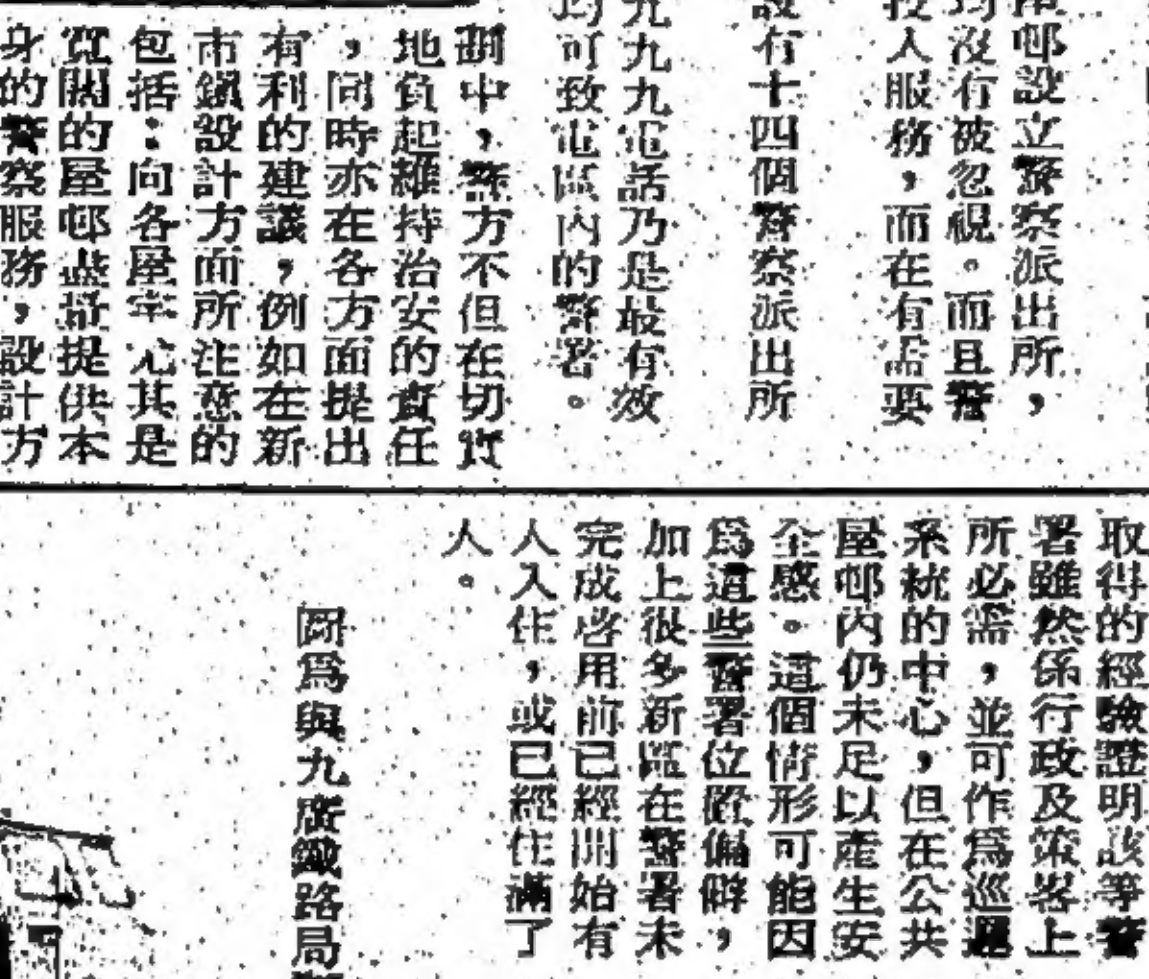 屋邨設立警察派出所，
均沒有被忽視。而且警
投入服務，而在有需要
設有十四個警察派出所
九九九電話乃是最有效
均可致電區內的警署。
劃中，警方不但在切實
地負起維持治安的責任
，同時亦在各方面提出
有利的建議，例如在新
市鎮設計方面所注意的
包括：向各屋宇尤其是
寬闊的屋邨盡量提供本
身的警察服務，設計方
取得的經驗證明該等警
署雖然係行政及策畧上
所必需，並可作為巡邏
系統的中心，但在公共
屋邨內仍未足以產生安
全感。這個情形可能因
為這些警署位置偏僻，
加上很多新區在警署未
完成啓用前已經開始有
人入住，或已經住滿了
人。
圖為與九廣鐵路局